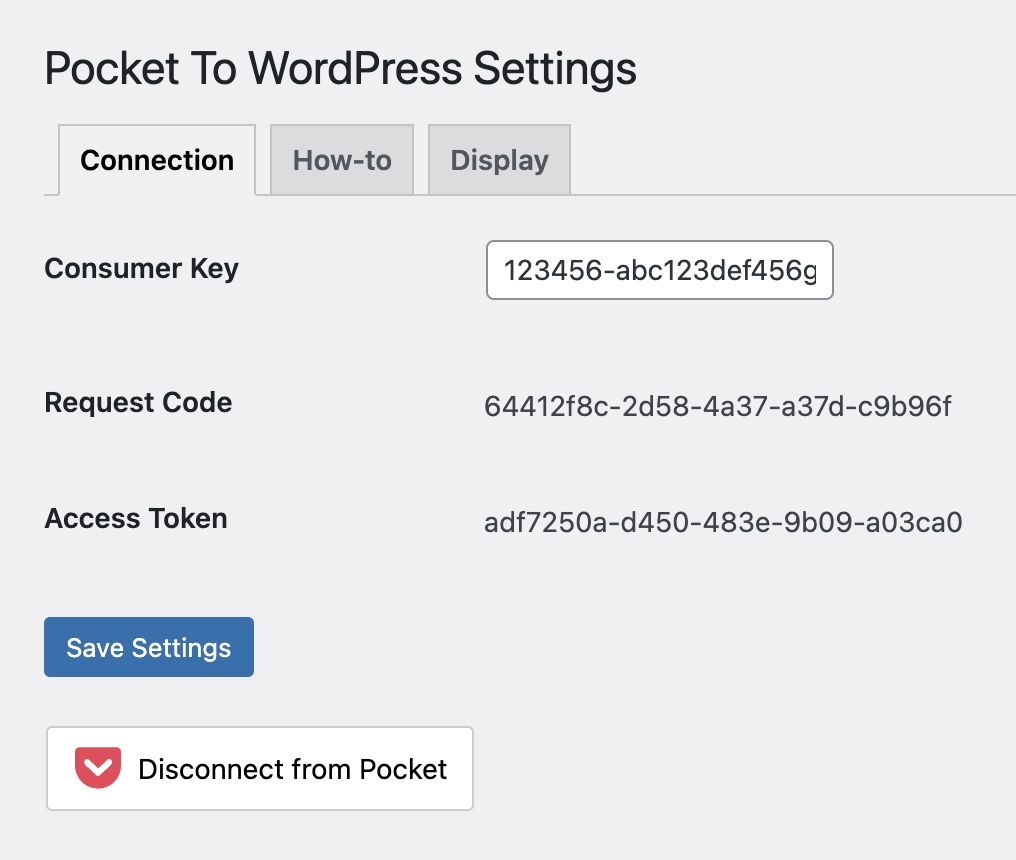 Pocket To WordPress Settings
Connection How-to Display
Consumer Key 123456-abc123def456g
Request Code 64412f8c-2d58-4a37-a37d-c9b96f
Access Token adf7250a-d450-483e-9b09-a03ca0
Save Settings
Disconnect from Pocket